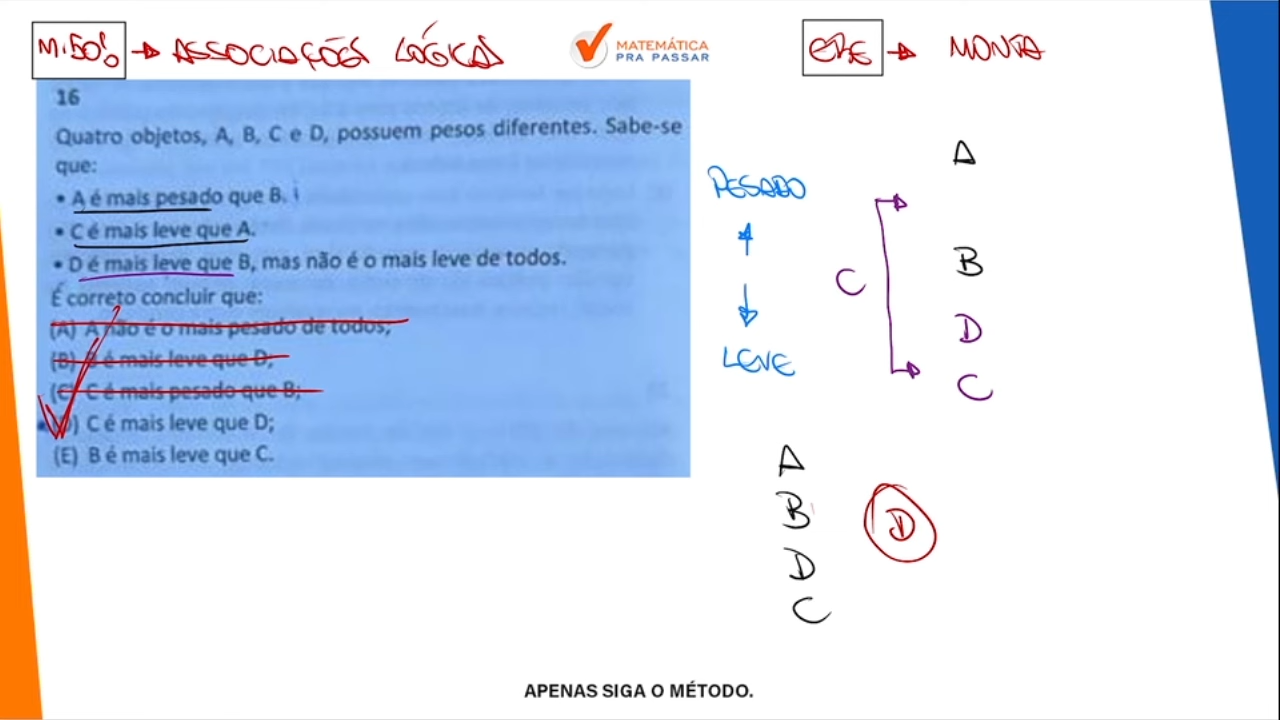 M.50% → ASSOCIAÇÕES LÓGICAS
MATEMÁTICA
PRA PASSAR
→ MONTA
16
Quatro objetos, A, B, C e D, possuem pesos diferentes. Sabe-se
que:
• A é mais pesado que B.
• C é mais leve que A.
• D é mais leve que B, mas não é o mais leve de todos.
É correto concluir que:
(A) A não é o mais pesado de todos;
(B) B é mais leve que D;
(C) C é mais pesado que B;
(D) C é mais leve que D;
(E) B é mais leve que C.
PESADO
LEVE
A
C
B
D
C
A
B
D
C
D
APENAS SIGA O MÉTODO.